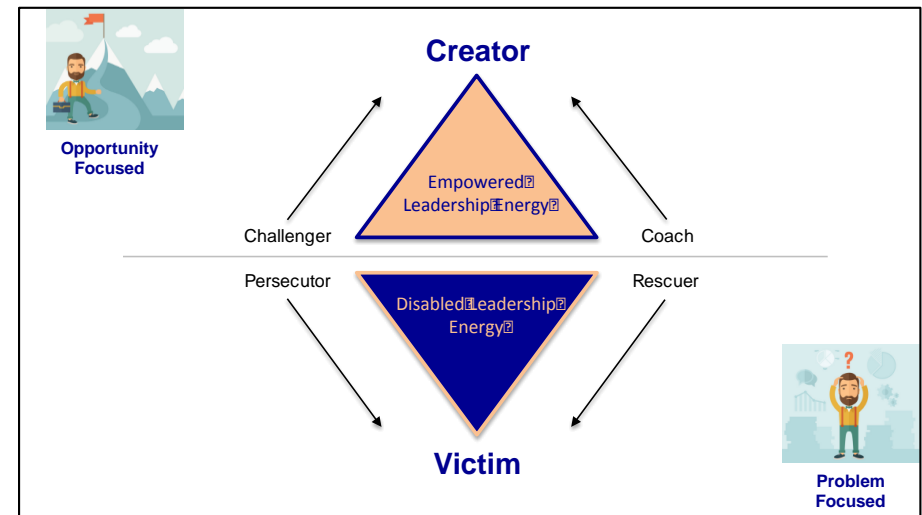 Creator
Opportunity
Focused
Empowered⍰
Leadership⍰Energy⍰
Challenger
Coach
Persecutor
Rescuer
Disabled⍰Leadership⍰
Energy⍰
?
Victim
Problem
Focused